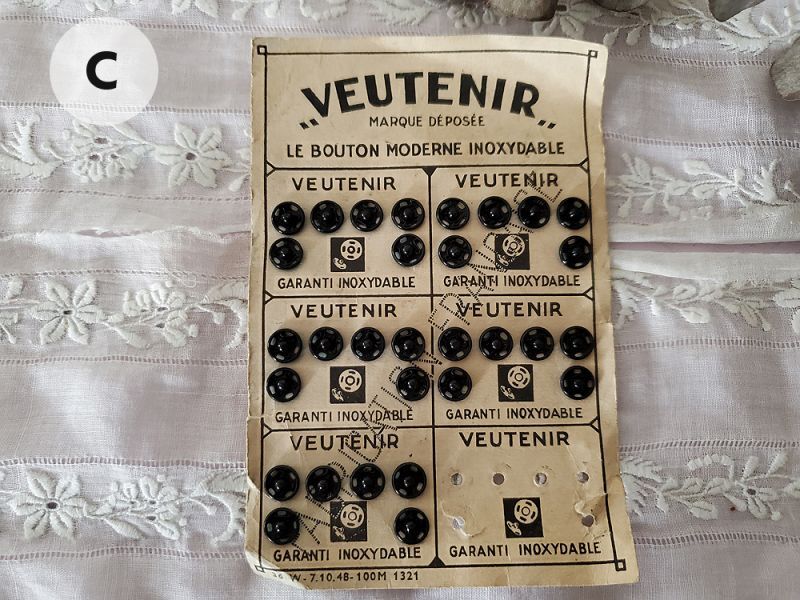 C
„VEUTENIR„
MARQUE DÉPOSÉE
LE BOUTON MODERNE INOXYDABLE
VEUTENIR
GARANTI INOXYDABLE
VEUTENIR
GARANTI INOXYDABLE
VEUTENIR
GARANTI INOXYDABLE
VEUTENIR
GARANTI INOXYDABLE
VEUTENIR
GARANTI INOXYDABLE
VEUTENIR
GARANTI INOXYDABLE
W-7.10.48-100M 1321